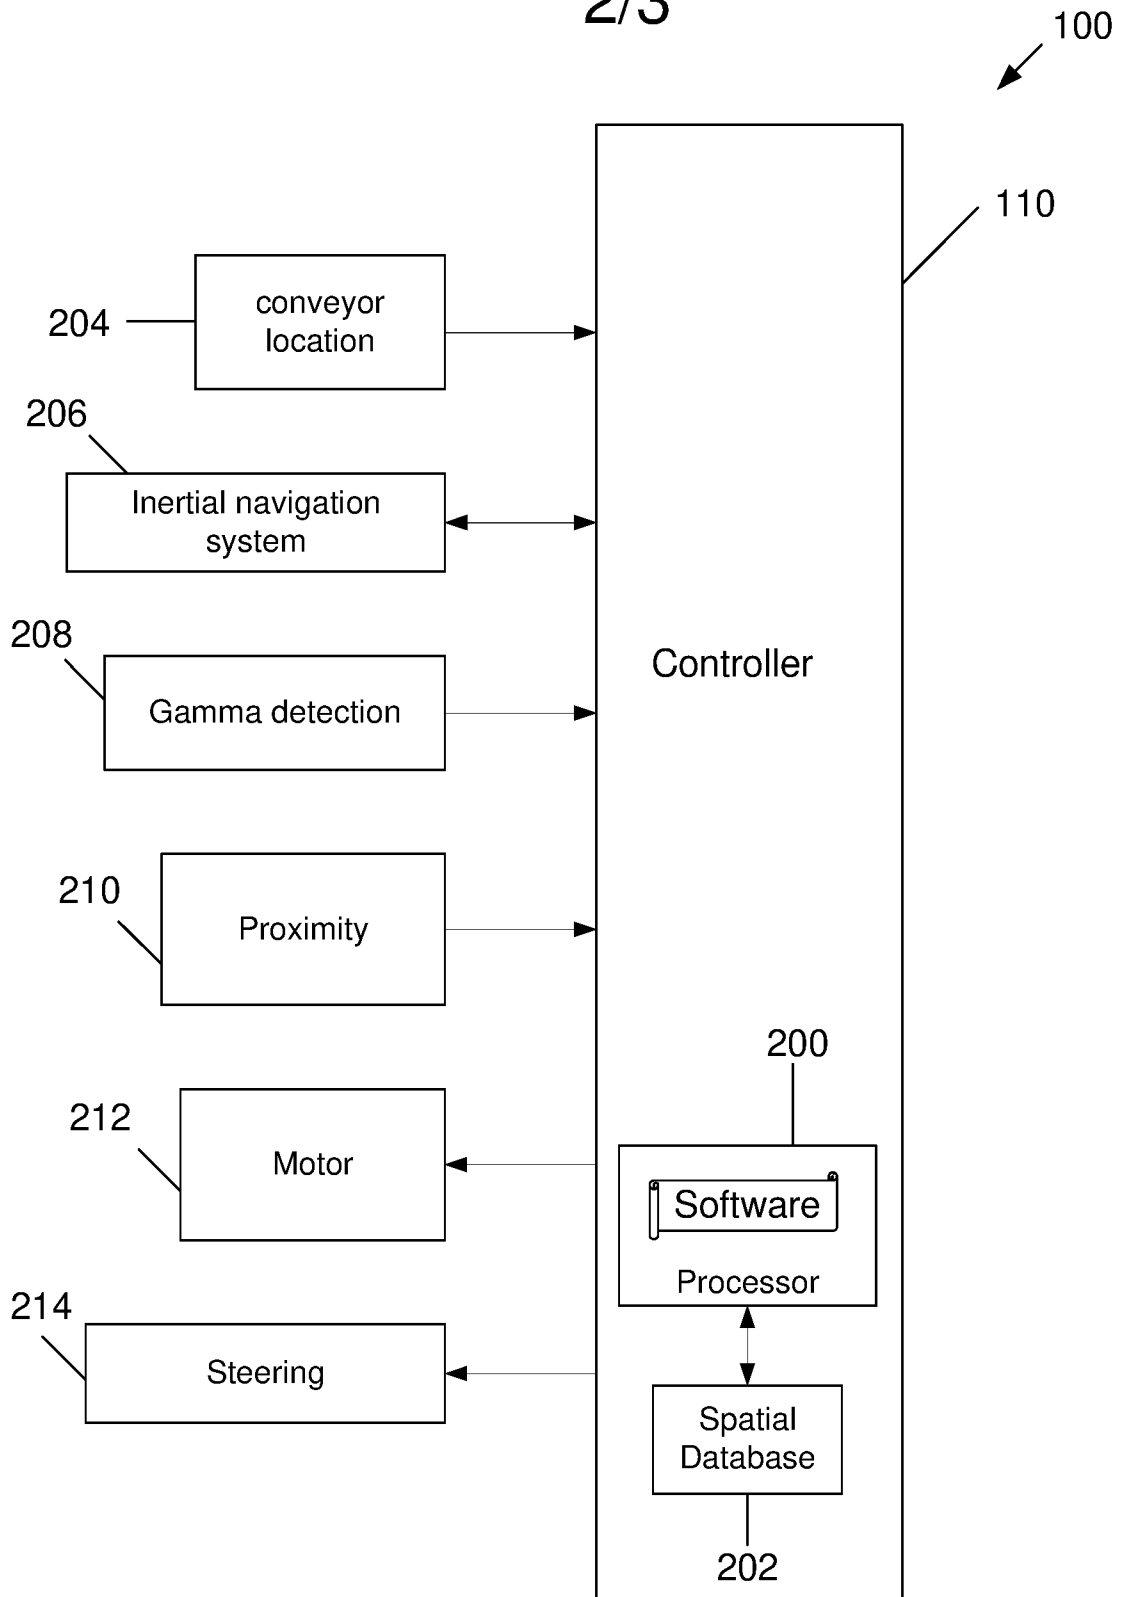 2/3
100
110
conveyor
location
204
206
Inertial navigation
system
208
Gamma detection
Controller
210
Proximity
200
212
Motor
Software
Processor
214
Steering
Spatial
Database
202